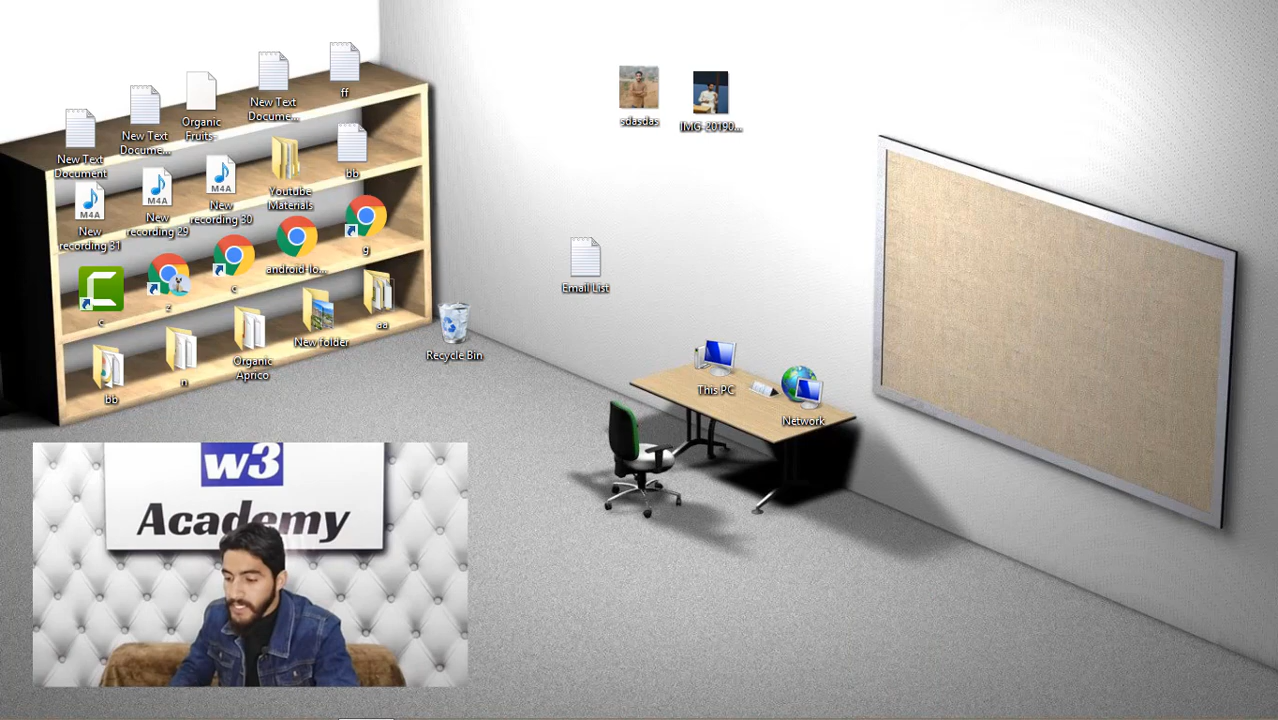 ff
New Text
Docume...
Organic
Fruits-
New Text
Docume...
New Text
Document
bb
Youtube
Materials
M4A
New
recording 30
M4A
New
recording 29
M4A
New
recording 31
g
android-lo...
c
z
c
aa
New folder
Organic
Aprico
n
bb
Recycle Bin
sdasdas
IMG-20190...
Email List
This PC
Network
w3
Academy